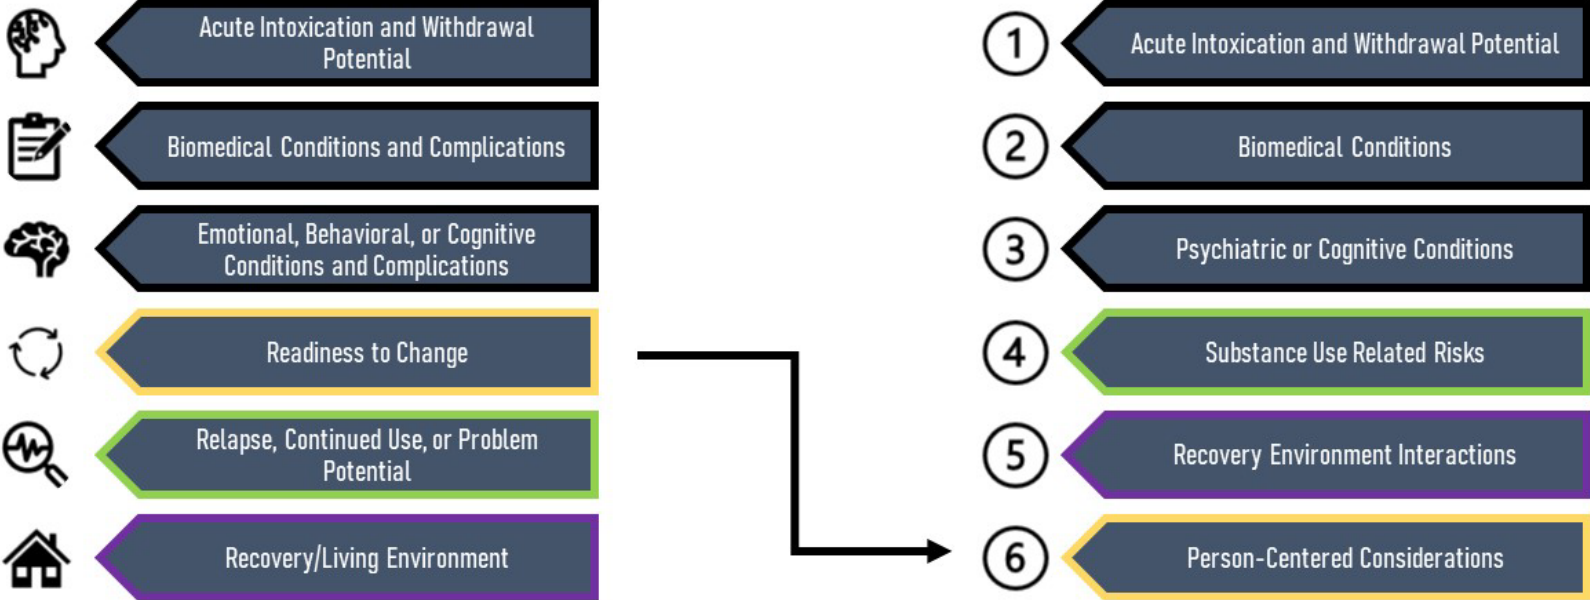 Acute Intoxication and Withdrawal
Potential
Biomedical Conditions and Complications
Emotional, Behavioral, or Cognitive
Conditions and Complications
Readiness to Change
Relapse, Continued Use, or Problem
Potential
Recovery/Living Environment
1 Acute Intoxication and Withdrawal Potential
2 Biomedical Conditions
3 Psychiatric or Cognitive Conditions
4 Substance Use Related Risks
5 Recovery Environment Interactions
6 Person-Centered Considerations